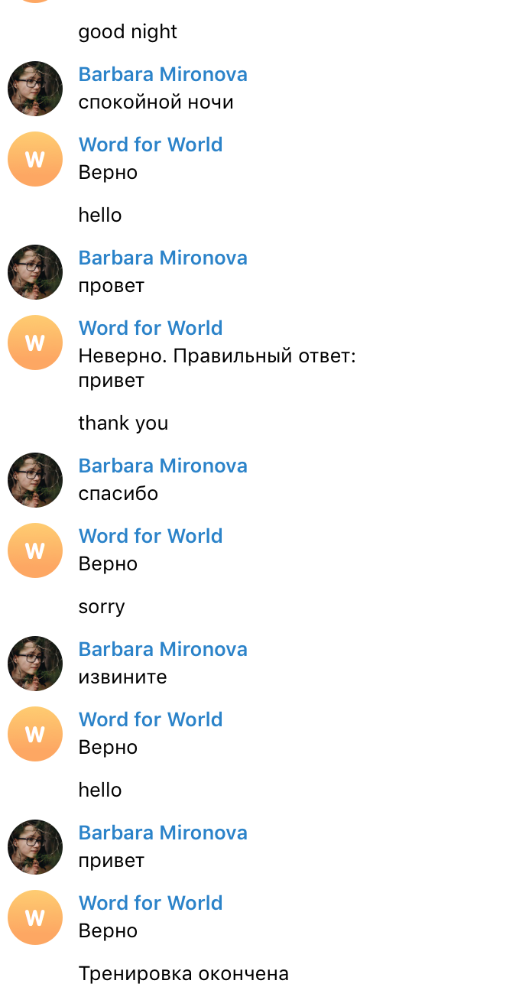 good night
Barbara Mironova
спокойной ночи
W
Word for World
Верно
hello
Barbara Mironova
провет
W
Word for World
Неверно. Правильный ответ:
привет
thank you
Barbara Mironova
спасибо
W
Word for World
Верно
sorry
Barbara Mironova
извините
W
Word for World
Верно
hello
Barbara Mironova
привет
W
Word for World
Верно
Тренировка окончена